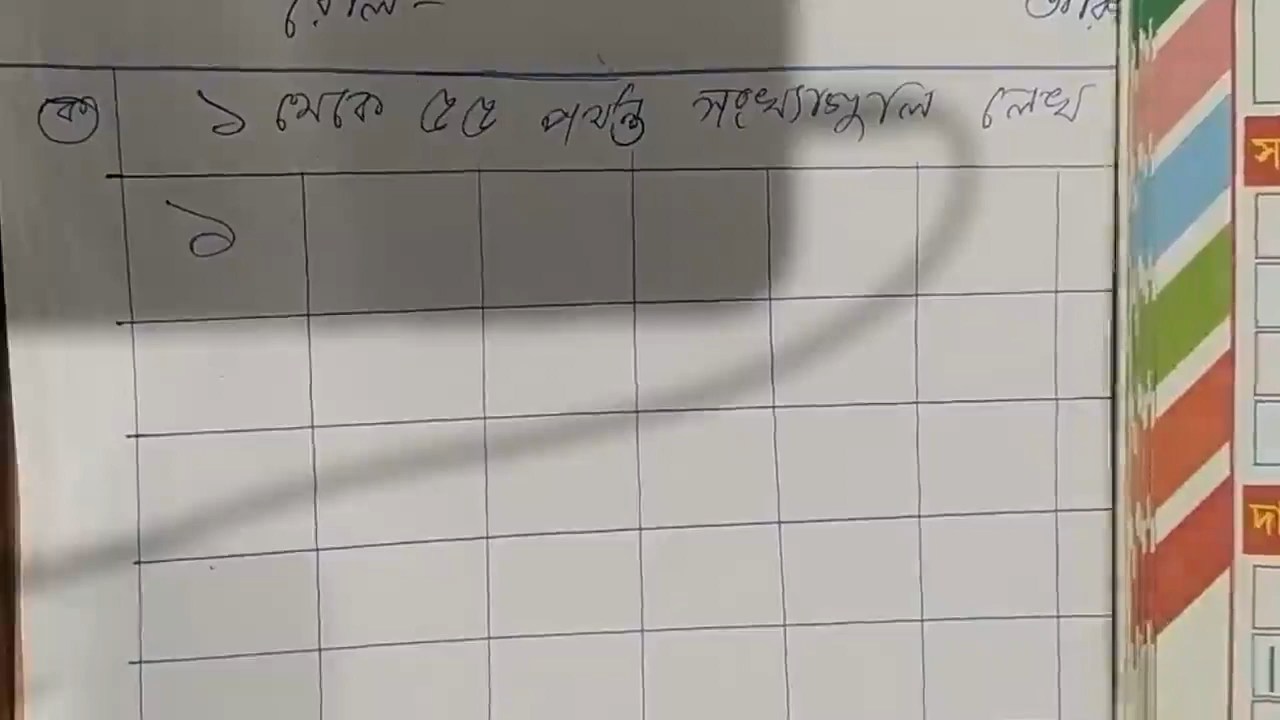 রোল-
ক ১ থেকে ৫৫ পর্যন্ত সংখ্যাগুলি লেখ
১